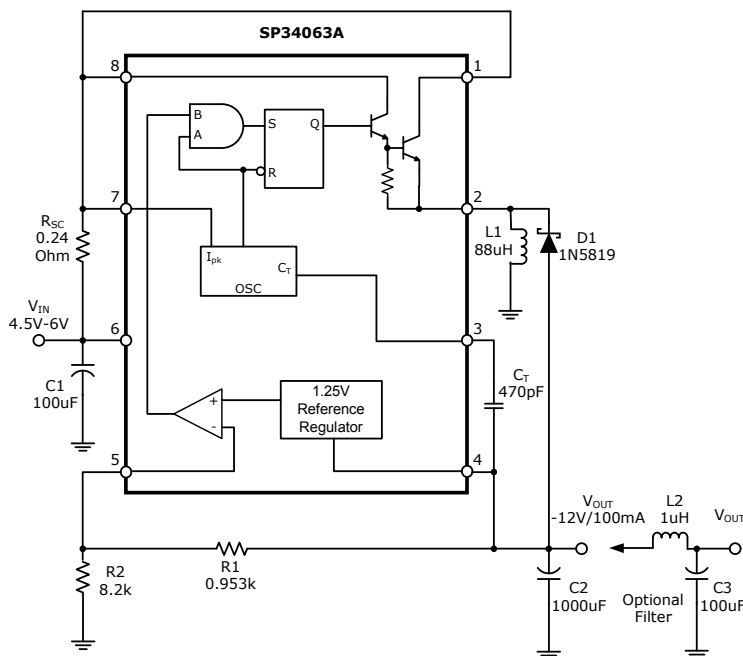 SP34063A
8
1
B
A
S
Q
R
7
2
R_SC
0.24
Ohm
L1
88uH
D1
1N5819
I_pk
C_T
OSC
V_IN
4.5V-6V
6
3
C1
100uF
C_T
470pF
+
-
1.25V
Reference
Regulator
5
4
V_OUT
-12V/100mA
L2
1uH
V_OUT
R2
8.2k
R1
0.953k
C2
1000uF
Optional
Filter
C3
100uF